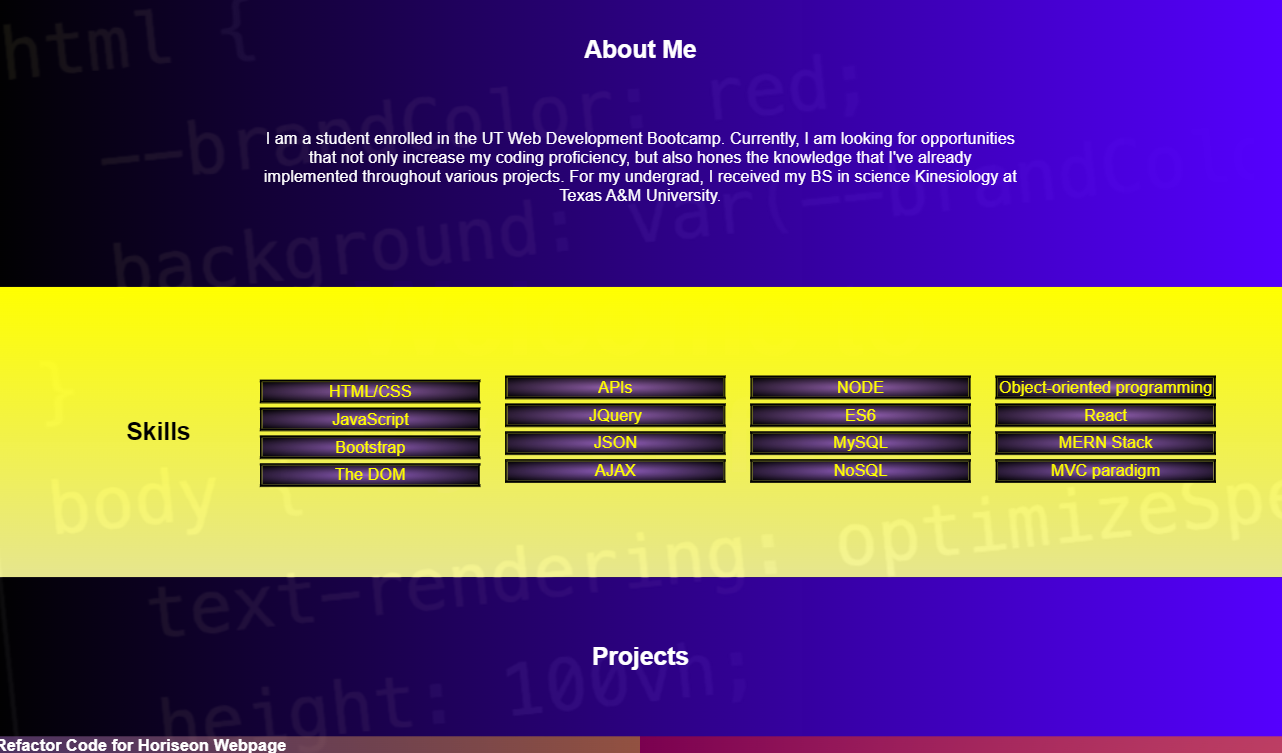 html {
About Me
--brandColor: red;
I am a student enrolled in the UT Web Development Bootcamp. Currently, I am looking for opportunities
that not only increase my coding proficiency, but also hones the knowledge that I've already
implemented throughout various projects. For my undergrad, I received my BS in science Kinesiology at
Texas A&M University.
background: var(--brandColor
}
Skills
HTML/CSS
JavaScript
Bootstrap
The DOM
APIs
JQuery
JSON
AJAX
NODE
ES6
MySQL
NoSQL
Object-oriented programming
React
MERN Stack
MVC paradigm
body {
text-rendering: optimizeSpe
Projects
height: 100vh;
Refactor Code for Horiseon Webpage